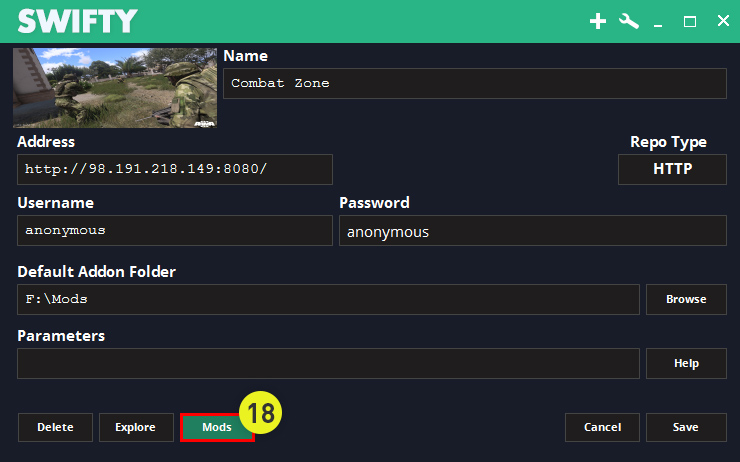 SWIFTY
Name
Combat Zone
Address
Repo Type
http://98.191.218.149:8080/
HTTP
Username
Password
anonymous
anonymous
Default Addon Folder
F:\Mods
Browse
Parameters
Help
18
Delete
Explore
Mods
Cancel
Save